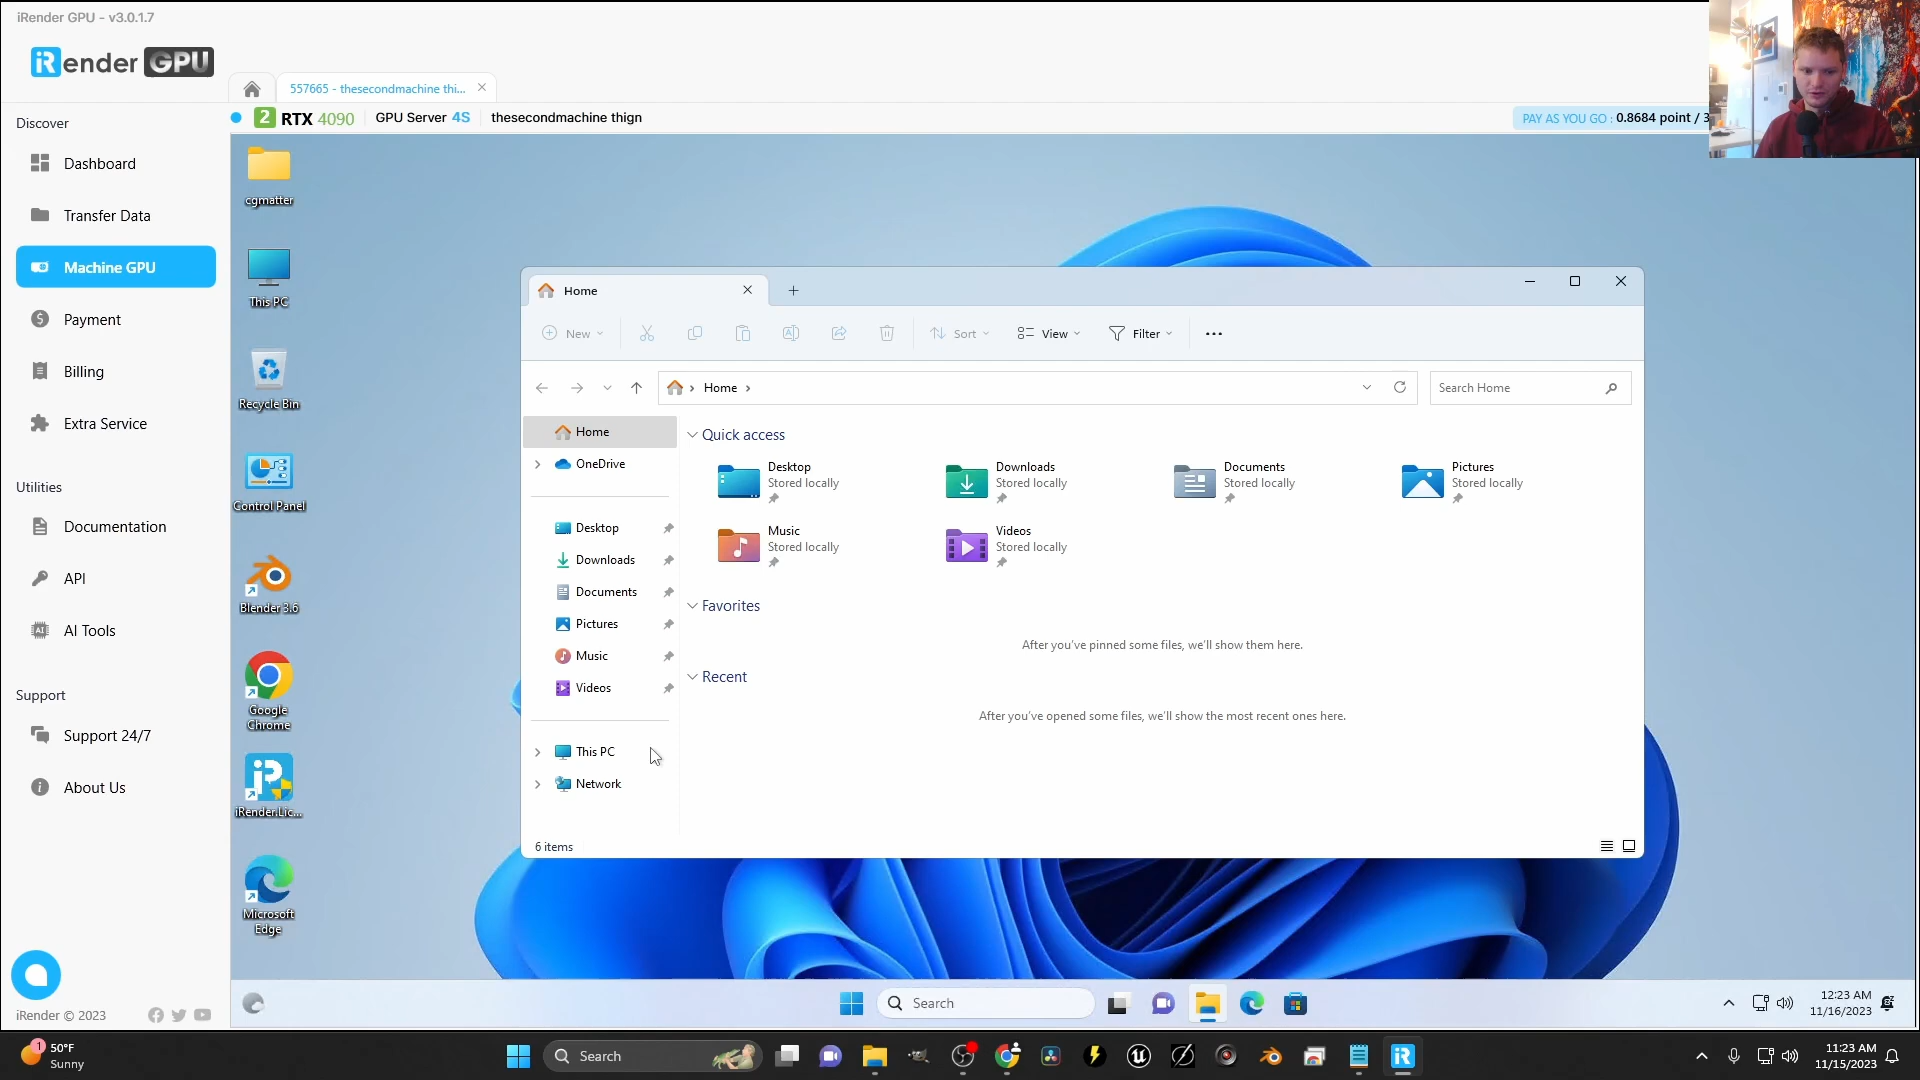 iRender GPU - v3.0.1.7
iRender GPU
557665 - thesecondmachine thi...
2 RTX 4090
GPU Server 4S
thesecondmachine thign
PAY AS YOU GO : 0.8684 point / 3
Discover
Dashboard
Transfer Data
Machine GPU
Payment
Billing
Extra Service
Utilities
Documentation
API
AI Tools
Support
Support 24/7
About Us
iRender © 2023
cgmatter
This PC
Recycle Bin
Control Panel
Blender 3.6
Google
Chrome
iRender.Lic...
Microsoft
Edge
Home
New
Sort
View
Filter
Home
Search Home
Home
OneDrive
Desktop
Downloads
Documents
Pictures
Music
Videos
This PC
Network
Quick access
Desktop
Stored locally
Downloads
Stored locally
Documents
Stored locally
Pictures
Stored locally
Music
Stored locally
Videos
Stored locally
Favorites
After you've pinned some files, we'll show them here.
Recent
After you've opened some files, we'll show the most recent ones here.
6 items
Search
12:23 AM
11/16/2023
1
50°F
Sunny
Search
11:23 AM
11/15/2023